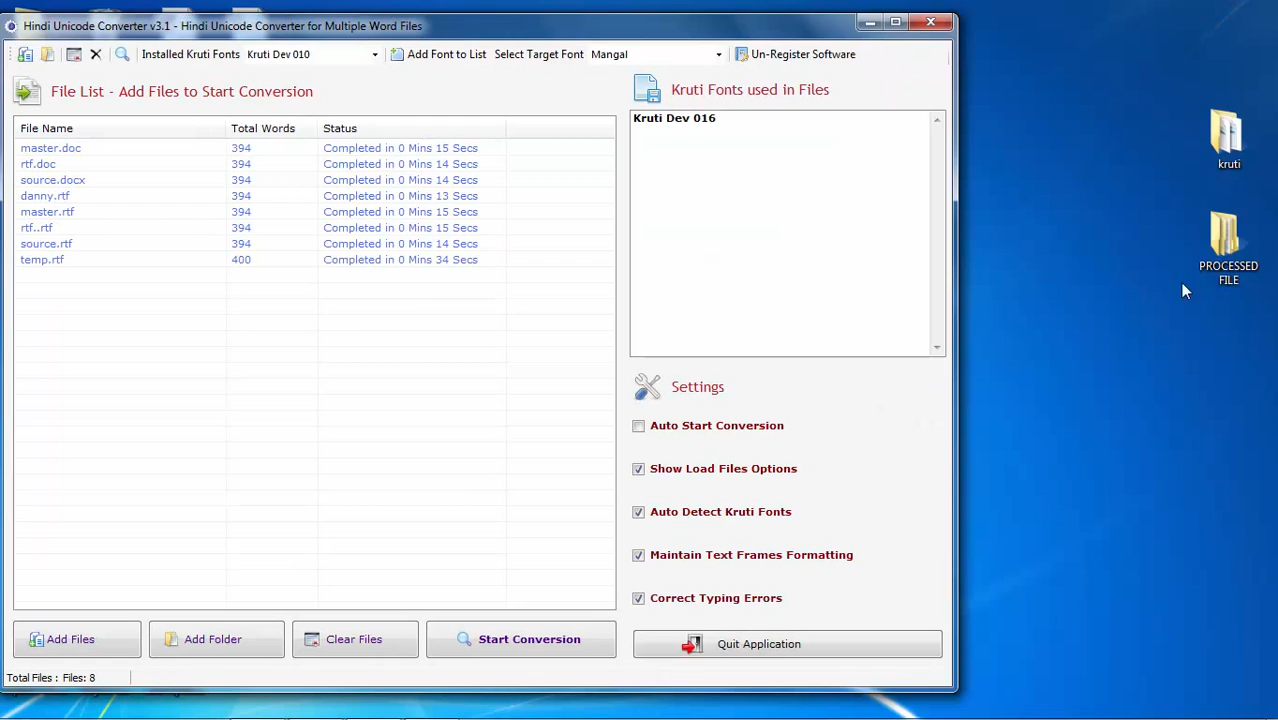 Hindi Unicode Converter v3.1 - Hindi Unicode Converter for Multiple Word Files
Installed Kruti Fonts Kruti Dev 010 Add Font to List Select Target Font Mangal Un-Register Software
File List - Add Files to Start Conversion
Kruti Fonts used in Files
File Name Total Words Status
master.doc 394 Completed in 0 Mins 15 Secs
rtf.doc 394 Completed in 0 Mins 14 Secs
source.docx 394 Completed in 0 Mins 14 Secs
danny.rtf 394 Completed in 0 Mins 13 Secs
master.rtf 394 Completed in 0 Mins 15 Secs
rtf..rtf 394 Completed in 0 Mins 15 Secs
source.rtf 394 Completed in 0 Mins 14 Secs
temp.rtf 400 Completed in 0 Mins 34 Secs
Kruti Dev 016
Settings
Auto Start Conversion
Show Load Files Options
Auto Detect Kruti Fonts
Maintain Text Frames Formatting
Correct Typing Errors
Add Files Add Folder Clear Files Start Conversion
Quit Application
Total Files : Files: 8
kruti
PROCESSED
FILE